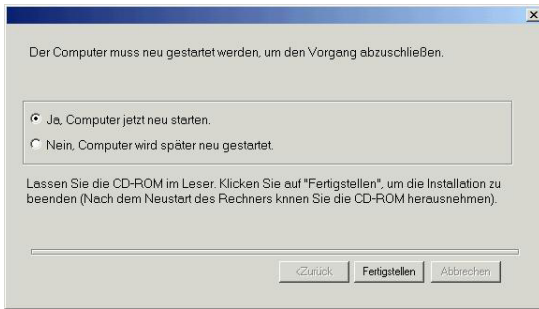 Der Computer muss neu gestartet werden, um den Vorgang abzuschließen.
Ja, Computer jetzt neu starten.
Nein, Computer wird später neu gestartet.
Lassen Sie die CD-ROM im Leser. Klicken Sie auf "Fertigstellen", um die Installation zu
beenden (Nach dem Neustart des Rechners knnen Sie die CD-ROM herausnehmen).
<Zurück Fertigstellen Abbrechen